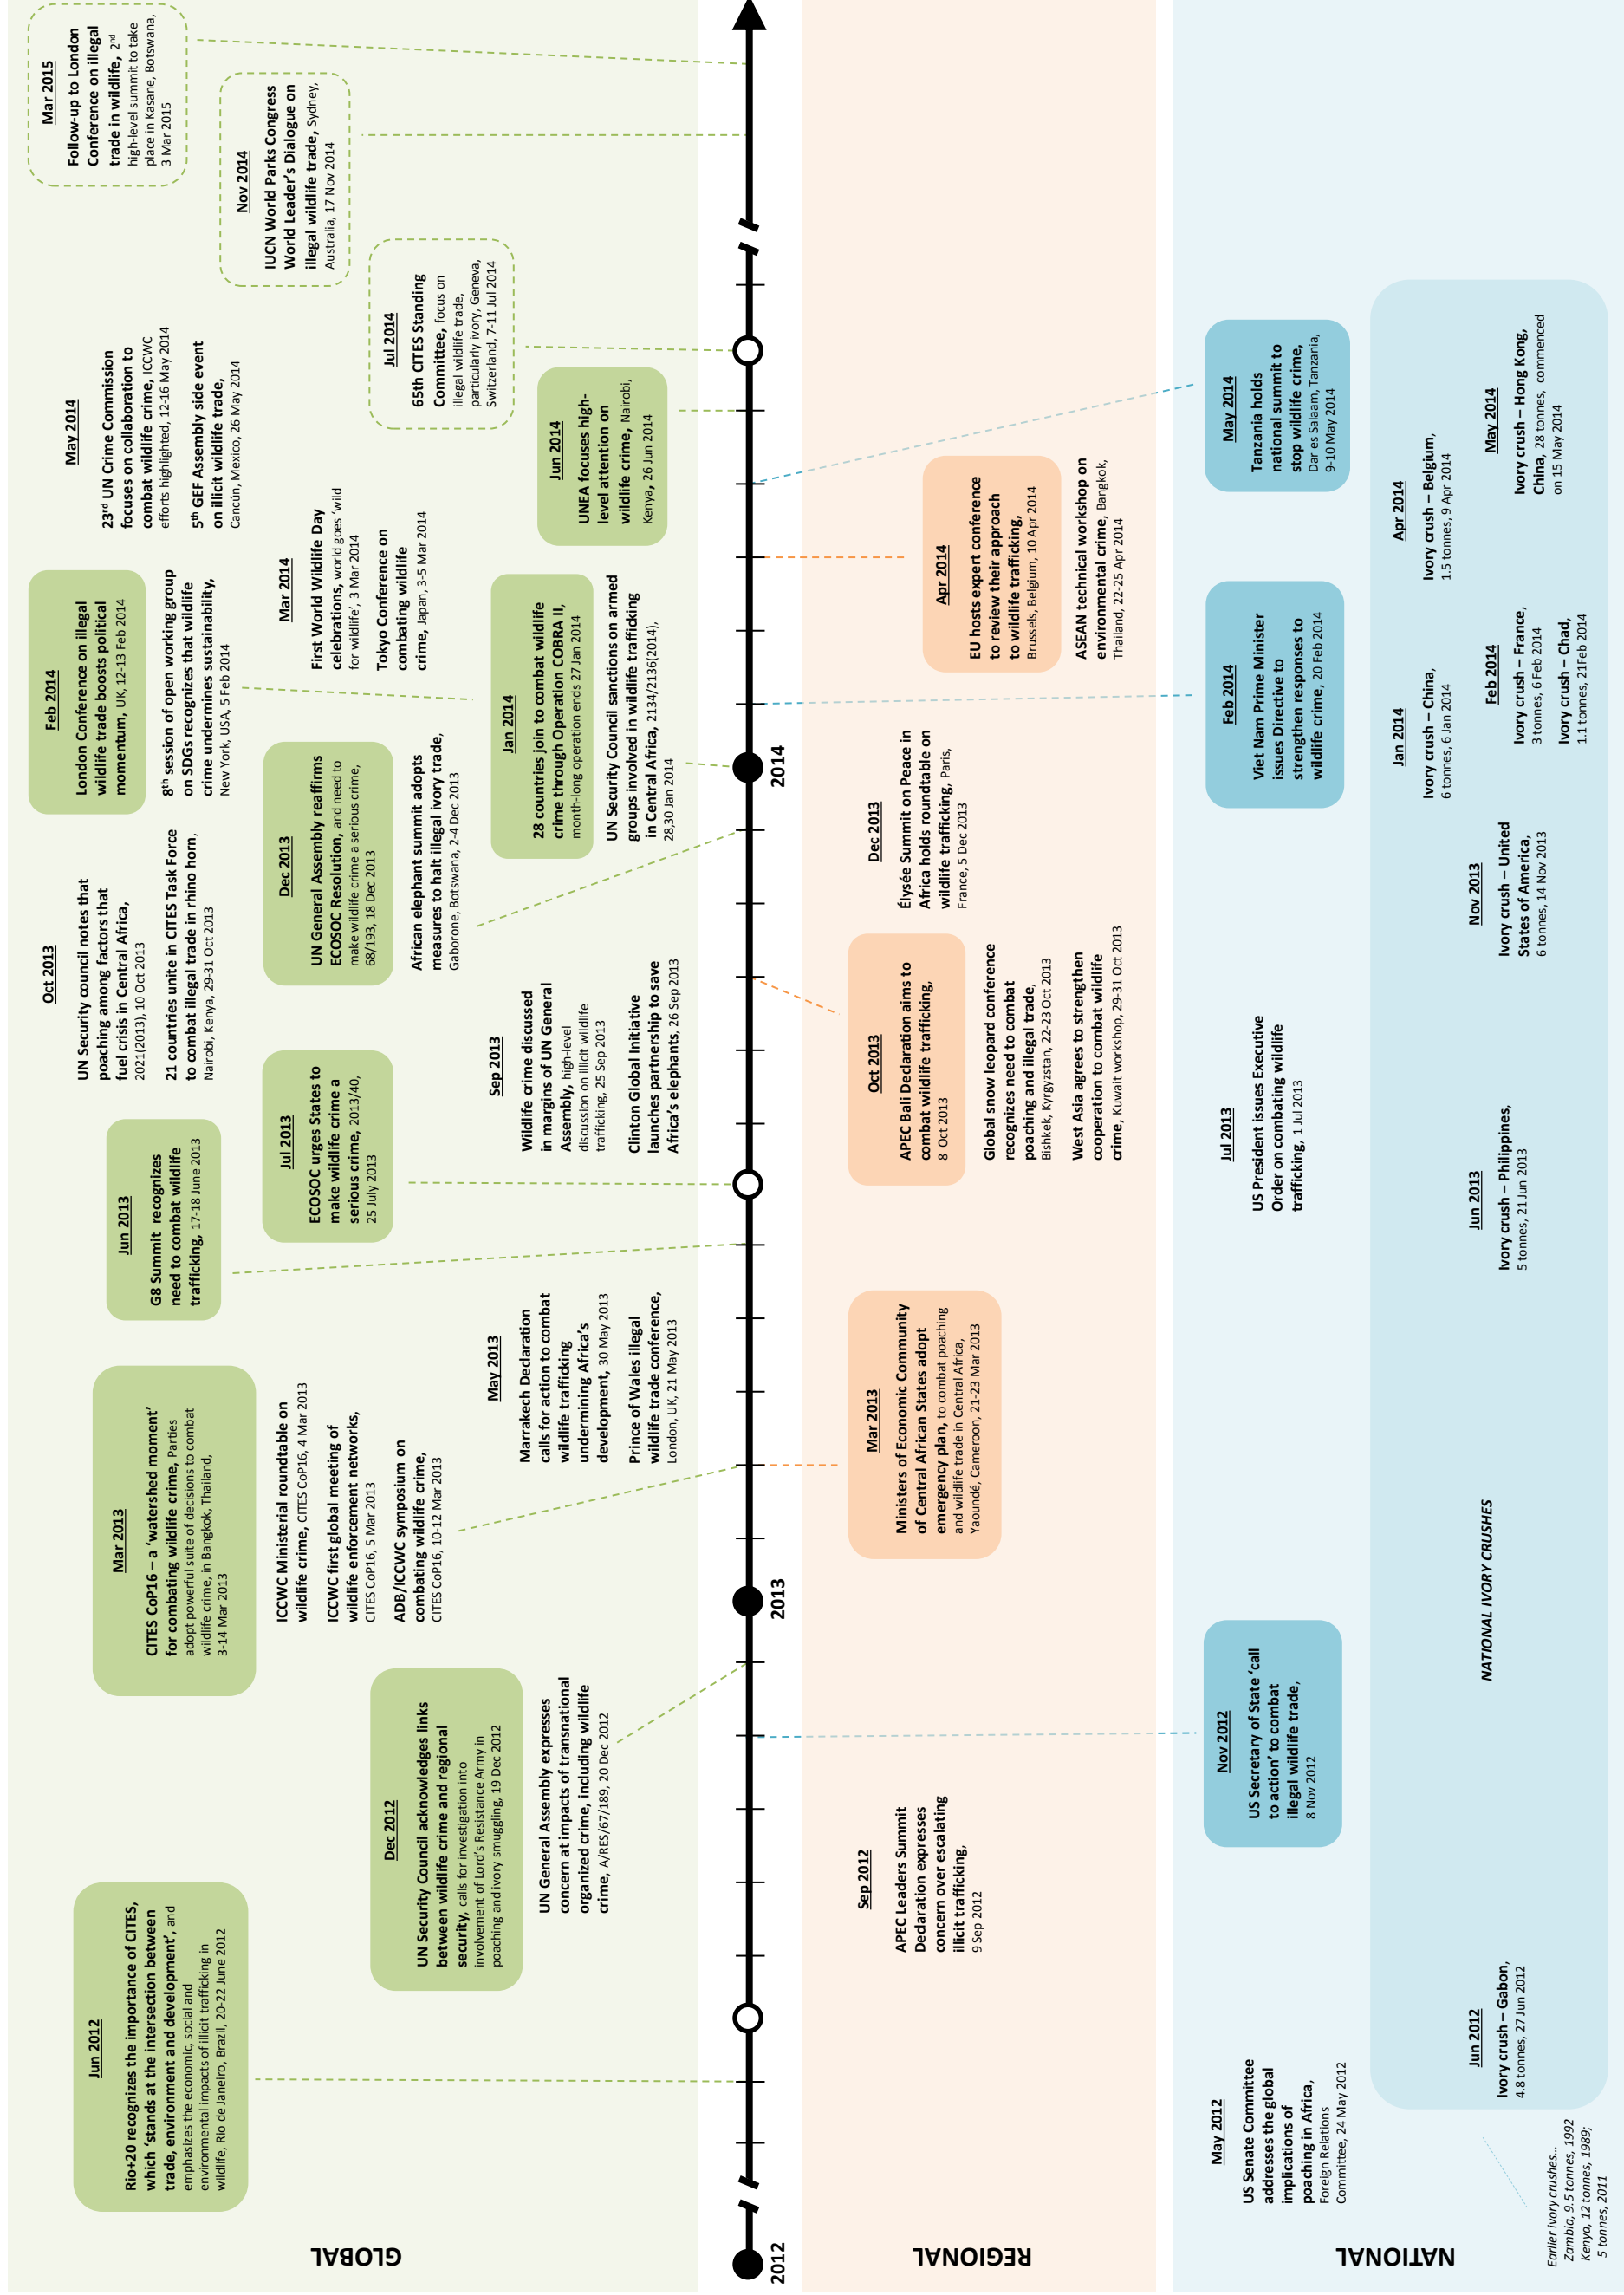 GLOBAL
Jun 2012
Rio+20 recognizes the importance of CITES,
which ‘stands at the intersection between
trade, environment and development’, and
emphasizes the economic, social and
environmental impacts of illicit trafficking in
wildlife, Rio de Janeiro, Brazil, 20-22 June 2012
Dec 2012
UN Security Council acknowledges links
between wildlife crime and regional
security, calls for investigation into
involvement of Lord’s Resistance Army in
poaching and ivory smuggling, 19 Dec 2012
UN General Assembly expresses
concern at impacts of transnational
organized crime, including wildlife
crime, A/RES/67/189, 20 Dec 2012
Mar 2013
CITES CoP16 – a ‘watershed moment’
for combating wildlife crime, Parties
adopt powerful suite of decisions to combat
wildlife crime, in Bangkok, Thailand,
3-14 Mar 2013
ICCWC Ministerial roundtable on
wildlife crime, CITES CoP16, 4 Mar 2013
ICCWC first global meeting of
wildlife enforcement networks,
CITES CoP16, 5 Mar 2013
ADB/ICCWC symposium on
combating wildlife crime,
CITES CoP16, 10-12 Mar 2013
May 2013
Marrakech Declaration
calls for action to combat
wildlife trafficking
undermining Africa’s
development, 30 May 2013
Prince of Wales illegal
wildlife trade conference,
London, UK, 21 May 2013
Jun 2013
G8 Summit recognizes
need to combat wildlife
trafficking, 17-18 June 2013
Jul 2013
ECOSOC urges States to
make wildlife crime a
serious crime, 2013/40,
25 July 2013
Sep 2013
Wildlife crime discussed
in margins of UN General
Assembly, high-level
discussion on illicit wildlife
trafficking, 25 Sep 2013
Clinton Global Initiative
launches partnership to save
Africa’s elephants, 26 Sep 2013
Oct 2013
UN Security council notes that
poaching among factors that
fuel crisis in Central Africa,
2021(2013), 10 Oct 2013
21 countries unite in CITES Task Force
to combat illegal trade in rhino horn,
Nairobi, Kenya, 29-31 Oct 2013
Dec 2013
UN General Assembly reaffirms
ECOSOC Resolution, and need to
make wildlife crime a serious crime,
68/193, 18 Dec 2013
African elephant summit adopts
measures to halt illegal ivory trade,
Gaborone, Botswana, 2-4 Dec 2013
Jan 2014
28 countries join to combat wildlife
crime through Operation COBRA II,
month-long operation ends 27 Jan 2014
UN Security Council sanctions on armed
groups involved in wildlife trafficking
in Central Africa, 2134/2136(2014),
28,30 Jan 2014
Feb 2014
London Conference on illegal
wildlife trade boosts political
momentum, UK, 12-13 Feb 2014
8th session of open working group
on SDGs recognizes that wildlife
crime undermines sustainability,
New York, USA, 5 Feb 2014
Mar 2014
First World Wildlife Day
celebrations, world goes ‘wild
for wildlife’, 3 Mar 2014
Tokyo Conference on
combating wildlife
crime, Japan, 3-5 Mar 2014
May 2014
23rd UN Crime Commission
focuses on collaboration to
combat wildlife crime, ICCWC
efforts highlighted, 12-16 May 2014
5th GEF Assembly side event
on illicit wildlife trade,
Cancún, Mexico, 26 May 2014
Jun 2014
UNEA focuses high-
level attention on
wildlife crime, Nairobi,
Kenya, 26 Jun 2014
Jul 2014
65th CITES Standing
Committee, focus on
illegal wildlife trade,
particularly ivory, Geneva,
Switzerland, 7-11 Jul 2014
Nov 2014
IUCN World Parks Congress
World Leader’s Dialogue on
illegal wildlife trade, Sydney,
Australia, 17 Nov 2014
Mar 2015
Follow-up to London
Conference on illegal
trade in wildlife, 2nd
high-level summit to take
place in Kasane, Botswana,
3 Mar 2015
2012
2013
2014
REGIONAL
Sep 2012
APEC Leaders Summit
Declaration expresses
concern over escalating
illicit trafficking,
9 Sep 2012
Mar 2013
Ministers of Economic Community
of Central African States adopt
emergency plan, to combat poaching
and wildlife trade in Central Africa,
Yaoundé, Cameroon, 21-23 Mar 2013
Oct 2013
APEC Bali Declaration aims to
combat wildlife trafficking,
8 Oct 2013
Global snow leopard conference
recognizes need to combat
poaching and illegal trade,
Bishkek, Kyrgyzstan, 22-23 Oct 2013
West Asia agrees to strengthen
cooperation to combat wildlife
crime, Kuwait workshop, 29-31 Oct 2013
Dec 2013
Élysée Summit on Peace in
Africa holds roundtable on
wildlife trafficking, Paris,
France, 5 Dec 2013
Apr 2014
EU hosts expert conference
to review their approach
to wildlife trafficking,
Brussels, Belgium, 10 Apr 2014
ASEAN technical workshop on
environmental crime, Bangkok,
Thailand, 22-25 Apr 2014
NATIONAL
May 2012
US Senate Committee
addresses the global
implications of
poaching in Africa,
Foreign Relations
Committee, 24 May 2012
Nov 2012
US Secretary of State ‘call
to action’ to combat
illegal wildlife trade,
8 Nov 2012
Jul 2013
US President issues Executive
Order on combating wildlife
trafficking, 1 Jul 2013
Feb 2014
Viet Nam Prime Minister
issues Directive to
strengthen responses to
wildlife crime, 20 Feb 2014
May 2014
Tanzania holds
national summit to
stop wildlife crime,
Dar es Salaam, Tanzania,
9-10 May 2014
Earlier ivory crushes...
Zambia, 9.5 tonnes, 1992
Kenya, 12 tonnes, 1989;
5 tonnes, 2011
Jun 2012
Ivory crush – Gabon,
4.8 tonnes, 27 Jun 2012
NATIONAL IVORY CRUSHES
Jun 2013
Ivory crush – Philippines,
5 tonnes, 21 Jun 2013
Nov 2013
Ivory crush – United
States of America,
6 tonnes, 14 Nov 2013
Jan 2014
Ivory crush – China,
6 tonnes, 6 Jan 2014
Feb 2014
Ivory crush – France,
3 tonnes, 6 Feb 2014
Ivory crush – Chad,
1.1 tonnes, 21Feb 2014
Apr 2014
Ivory crush – Belgium,
1.5 tonnes, 9 Apr 2014
May 2014
Ivory crush – Hong Kong,
China, 28 tonnes, commenced
on 15 May 2014